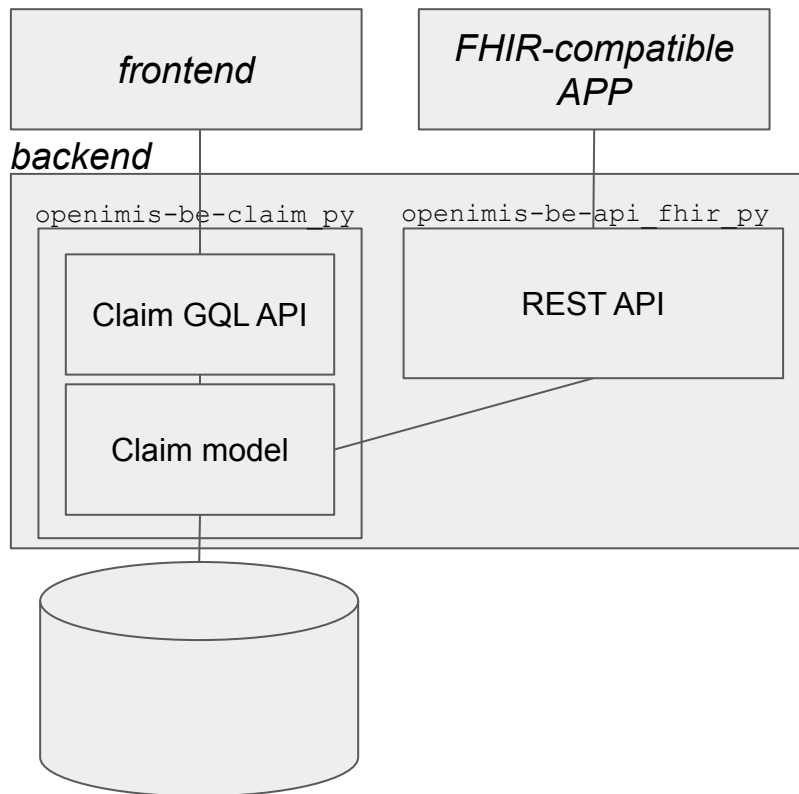 frontend
FHIR-compatible
APP
backend
openimis-be-claim_py
openimis-be-api_fhir_py
Claim GQL API
REST API
Claim model